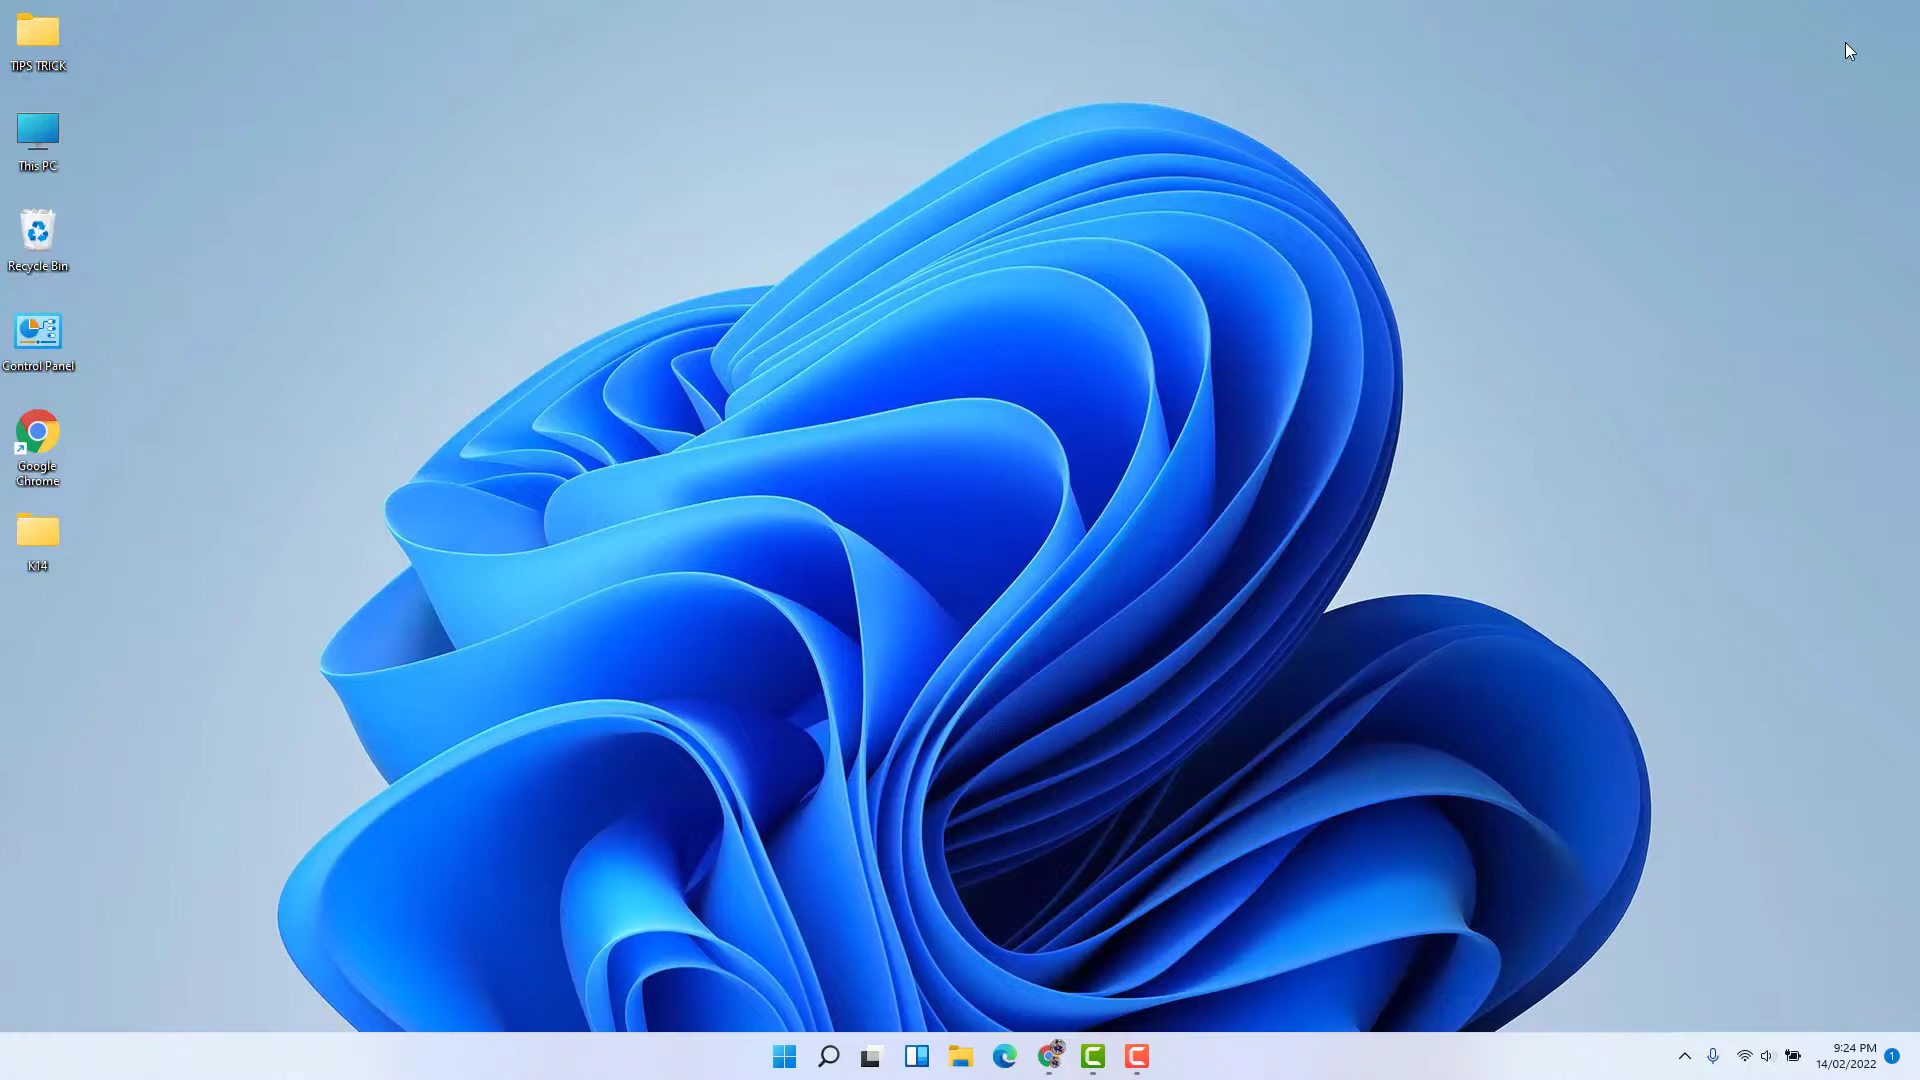 TIPS TRICK
This PC
Recycle Bin
Control Panel
Google
Chrome
K14
9:24 PM
14/02/2022
1